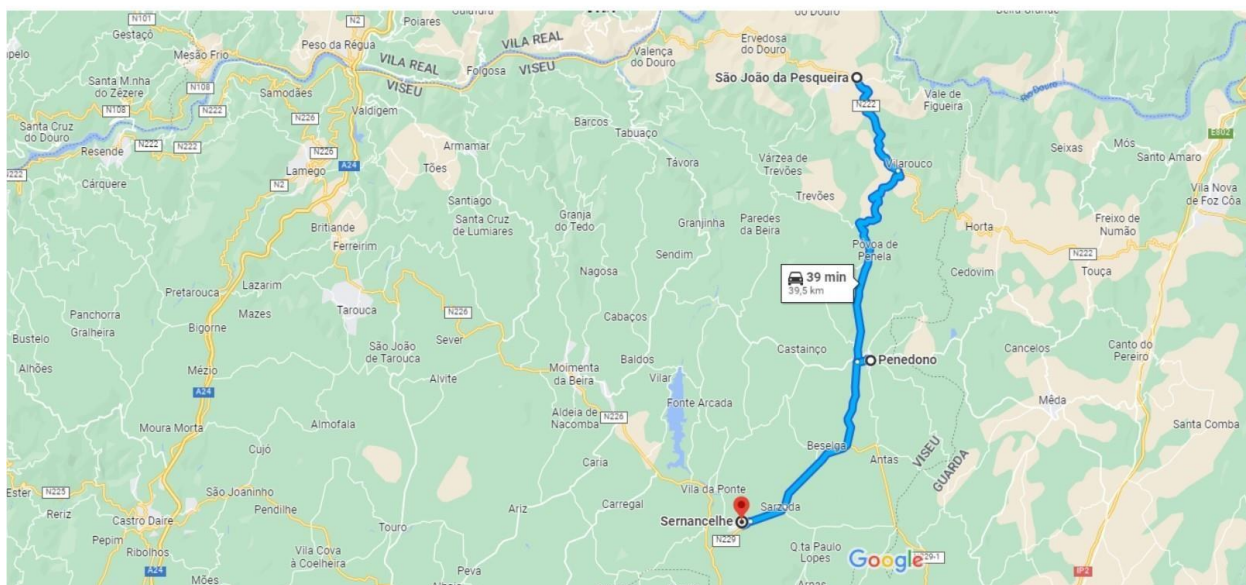 N101
Gestaçô
Mesão Frio
N2
Poiares
Peso da Régua
VILA REAL
VILA REAL
VISEU
VISEU
Folgosa
Valença
do Douro
Ervedosa
do Douro
do Douro
São João da Pesqueira
N222
Vale de
Figueira
Rio Douro
E802
Santa M.nha
do Zêzere
N108
N108
N222
Samodães
Valdigem
N226
N226
Santa Cruz
do Douro
Resende
N222
N222
N222
Cárquere
Lamego
N2
A24
Armamar
Tões
Barcos
Tabuaço
Távora
Várzea de
Trevões
Trevões
Vilarouco
Seixas
Mós
Santo Amaro
Vila Nova
de Foz Côa
Britiande
Ferreirim
Santiago
Santa Cruz
de Lumiares
Granja
do Tedo
Granjinha
Paredes
da Beira
Horta
Freixo de
Numão
N222
Touça
Póvoa de
Penela
Cedovim
Sendim
Nagosa
39 min
39,5 km
Lazarim
Pretarouca
Mazes
Bigorne
Tarouca
N226
Sever
Cabaços
Panchorra
Gralheira
Bustelo
Alhões
Mézio
A24
São João
de Tarouca
Alvite
Moimenta
da Beira
Baldos
Vilar
Castainço
Penedono
Cancelos
Canto do
Pereiro
Mêda
Moura Morta
Almofala
Cujó
Aldeia de
Nacomba
N226
Fonte Arcada
Santa Comba
Caria
Beselga
Antas
VISEU
GUARDA
Ester
N225
Reriz
São Joaninho
Pendilhe
Castro Daire
Pepim
Ribolhos
A24
Mões
Touro
Vila Cova
à Coelheira
Ariz
Carregal
Peva
Vila da Ponte
Sernancelhe
Sarzeda
N229
Q.ta Paulo
Lopes
Google
229-1
IP2